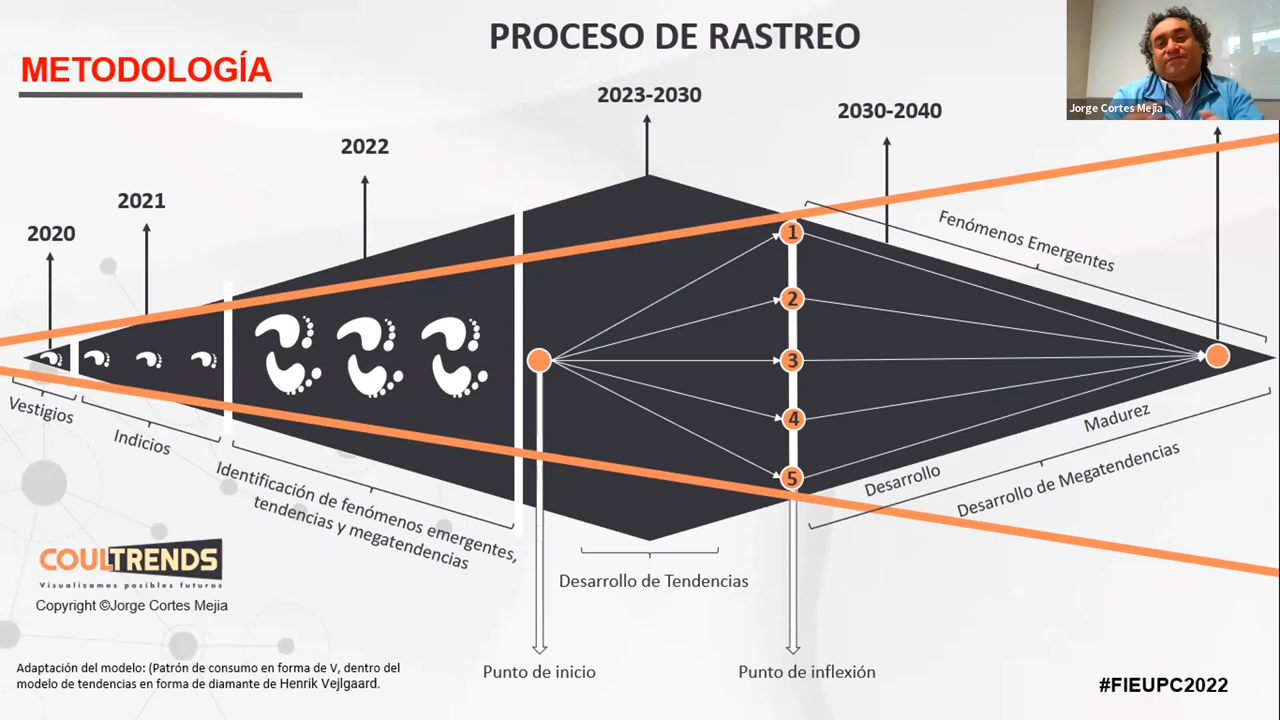 PROCESO DE RASTREO
METODOLOGÍA
Jorge Cortes Mejia
2020
2021
2022
2023-2030
2030-2040
Fenómenos Emergentes
1
2
3
4
5
Vestigios
Indicios
Identificación de fenómenos emergentes,
tendencias y megatendencias
Desarrollo de Tendencias
Desarrollo
Madurez
Desarrollo de Megatendencias
Punto de inicio
Punto de inflexión
COULTRENDS
Visualizamos posibles futuros
Copyright ©Jorge Cortes Mejia
Adaptación del modelo: (Patrón de consumo en forma de V, dentro del
modelo de tendencias en forma de diamante de Henrik Vejlgaard.
#FIEUPC2022